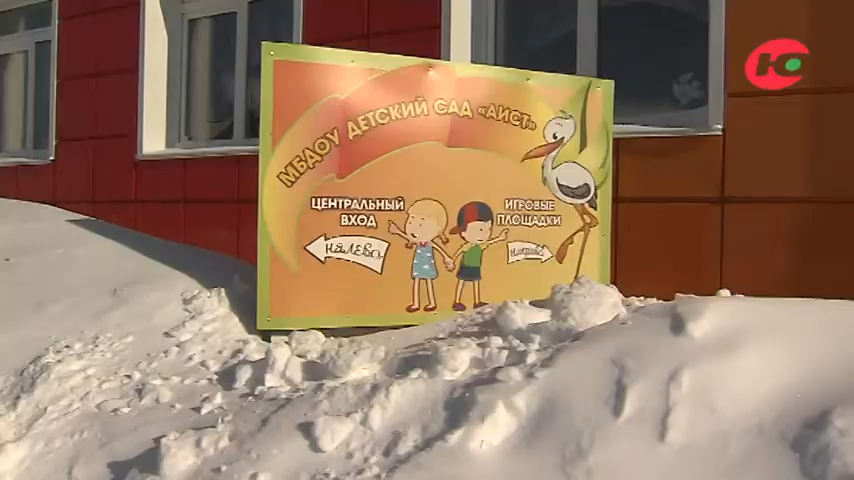 Ю
МБДОУ ДЕТСКИЙ САД «АИСТ»
ЦЕНТРАЛЬНЫЙ
ВХОД
НАЛЕВО
ИГРОВЫЕ
ПЛОЩАДКИ